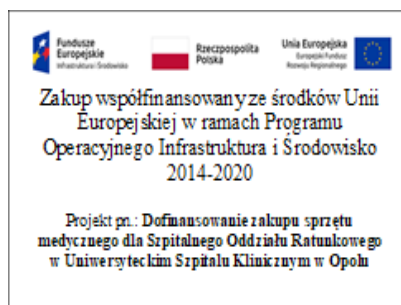 Fundusze
Europejskie
Infrastruktura i Środowisko
Rzeczpospolita
Polska
Unia Europejska
Europejski Fundusz
Rozwoju Regionalnego
Zakup współfinansowany ze środków Unii
Europejskiej w ramach Programu
Operacyjnego Infrastruktura i Środowisko
2014-2020
Projekt pn.: Dofinansowanie zakupu sprzętu
medycznego dla Szpitalnego Oddziału Ratunkowego
w Uniwersyteckim Szpitalu Klinicznym w Opolu